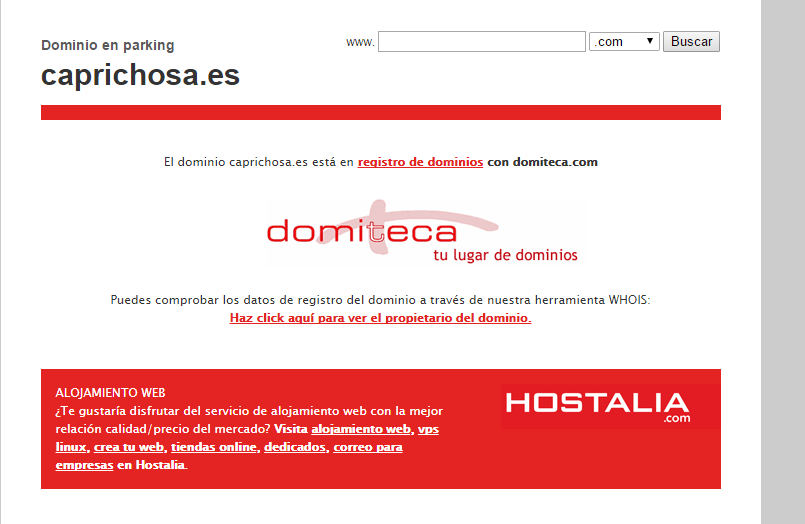 Dominio en parking
www. .com Buscar
caprichosa.es
El dominio caprichosa.es está en registro de dominios con domiteca.com
domiteca
tu lugar de dominios
Puedes comprobar los datos de registro del dominio a través de nuestra herramienta WHOIS:
Haz click aquí para ver el propietario del dominio.
ALOJAMIENTO WEB
¿Te gustaría disfrutar del servicio de alojamiento web con la mejor
relación calidad/precio del mercado? Visita alojamiento web, vps
linux, crea tu web, tiendas online, dedicados, correo para
empresas en Hostalia.
HOSTALIA
.com